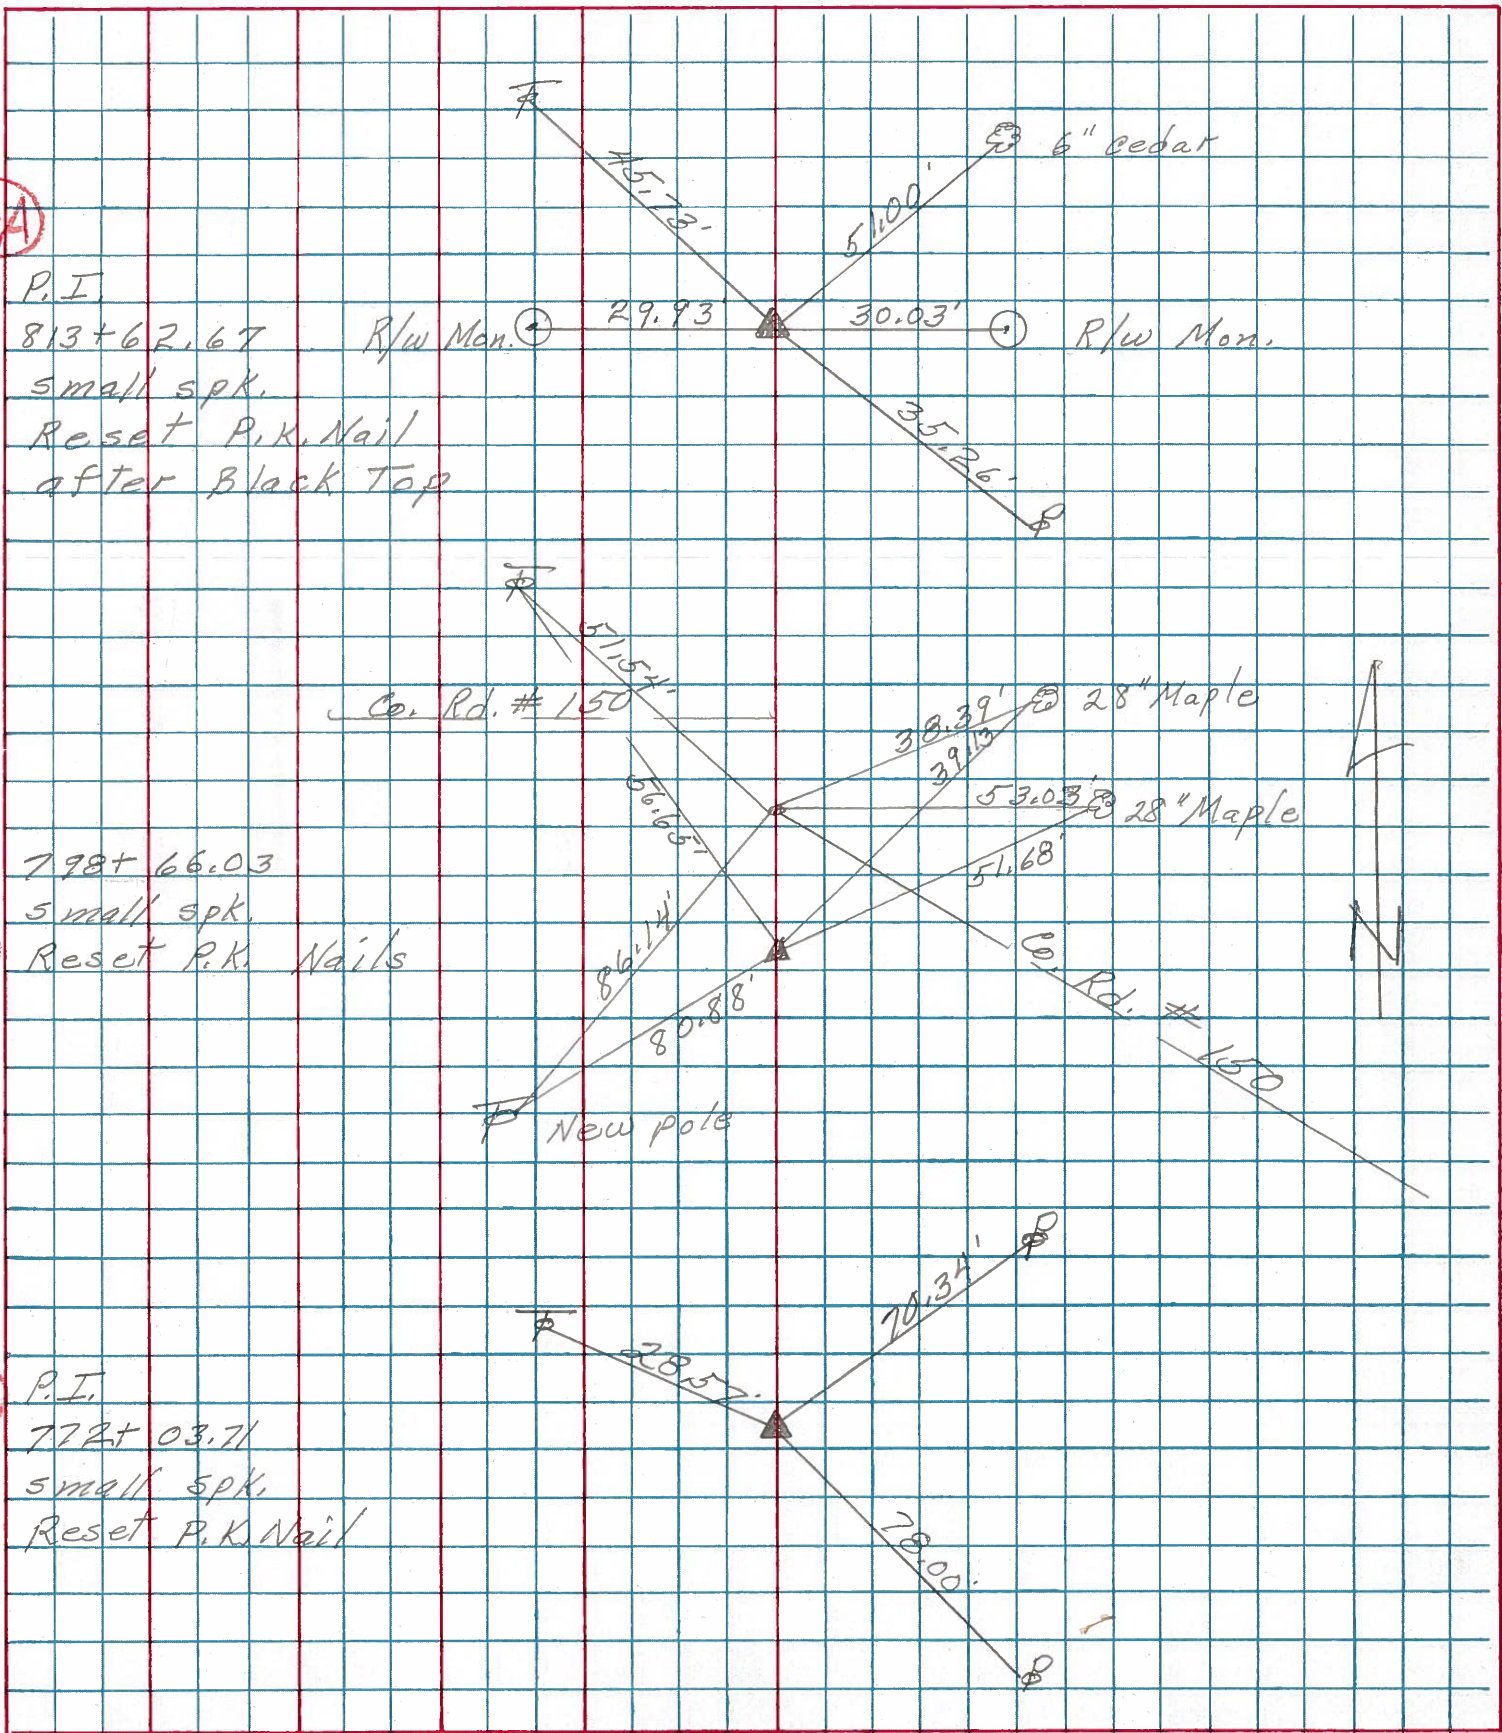 6" cedar
45.73'
51.00'
A
P.I.
813+62.67
R/W Mon.
29.93'
30.03'
R/W Mon.
small spk.
Reset P.K. Nail
after Black Top
35.26'
57.54'
Co. Rd. # 150
38.39'
28" Maple
39.13
53.03'
28" Maple
56.65'
51.68'
798+ 66.03
small spk.
Reset P.K. Nails
86.14'
80.88'
Co. Rd. # 150
N
New pole
70.34'
28.57'
P.I.
772+ 03.71
small spk.
Reset P.K. Nail
78.00'